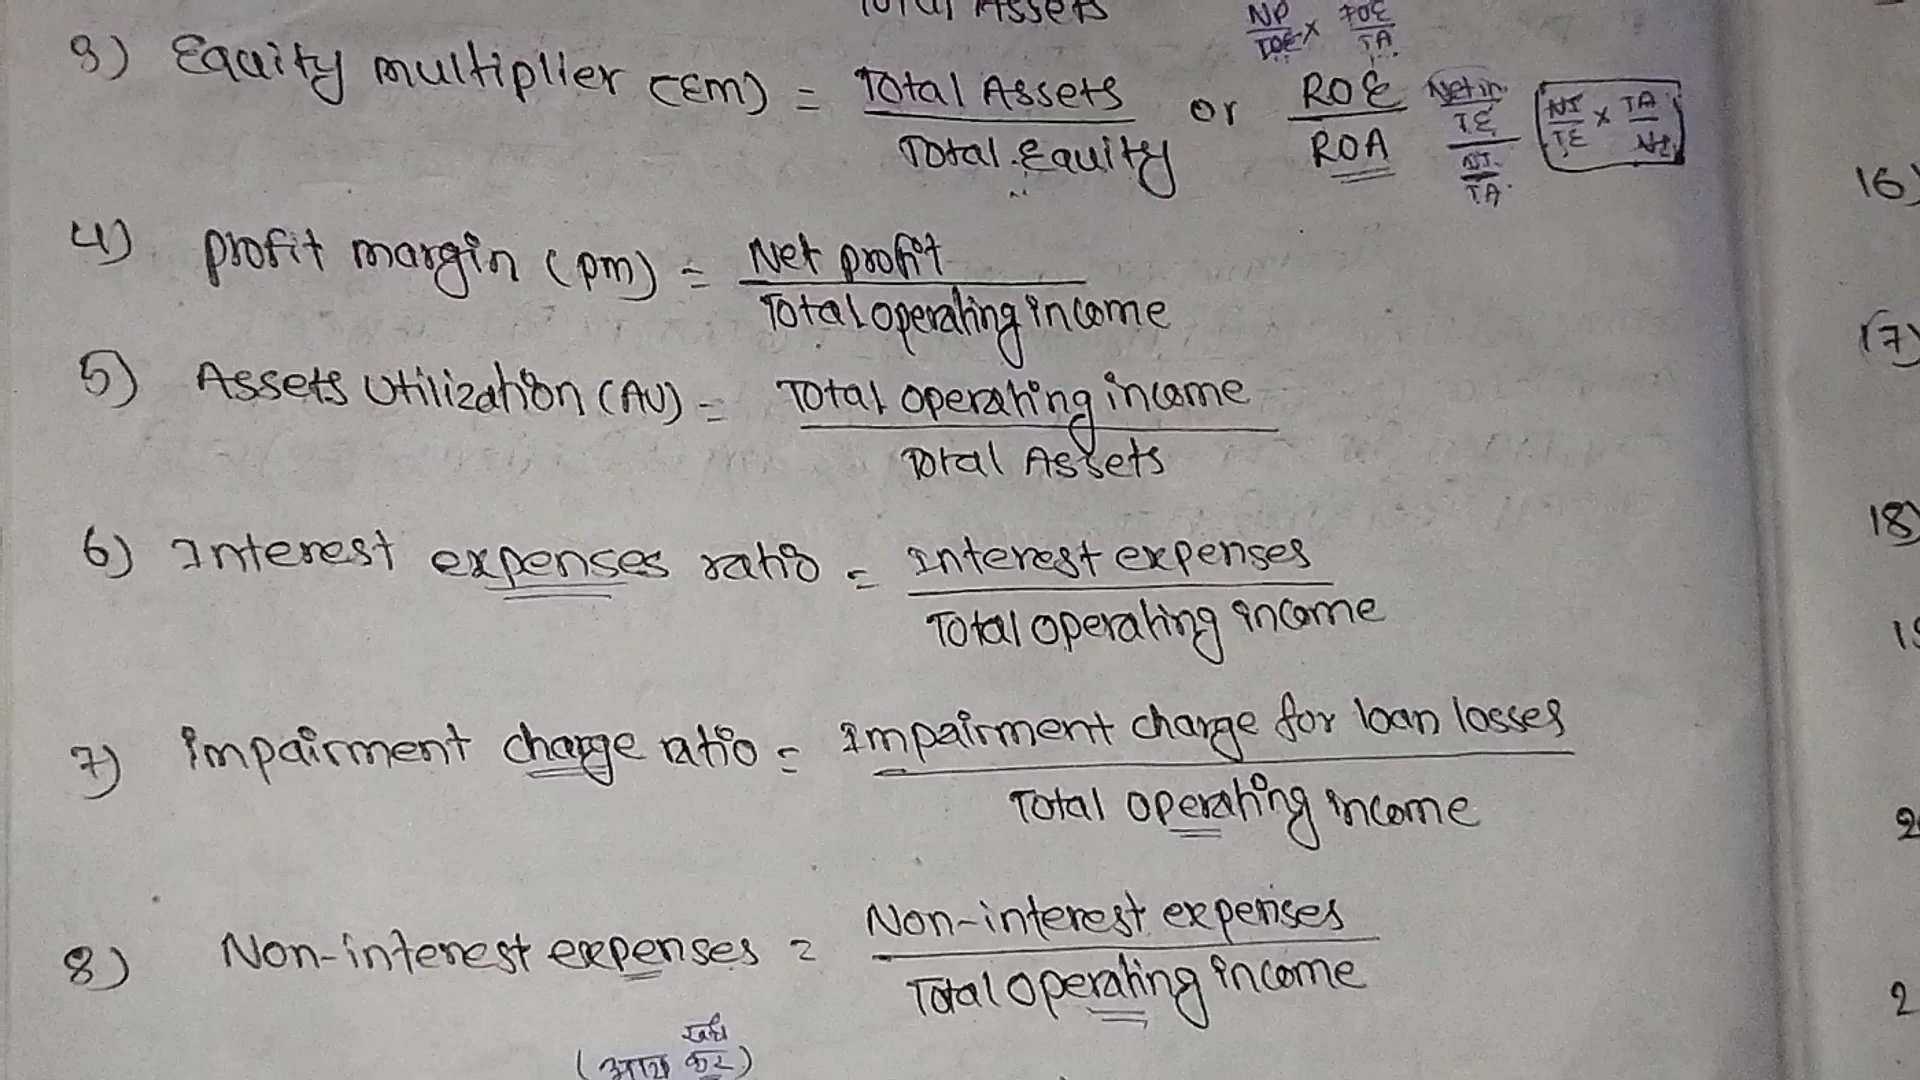 Total Assets
NP/TOE × TOE/TA
3) Equity multiplier (EM) = Total Assets / Total Equity or ROE / ROA Net in. / TE / NI / TA NI/TE × TA/NI
4) profit margin (pm) = Net profit / Total operating income
5) Assets Utilization (AU) = Total operating income / Total Assets
6) Interest expenses ratio = Interest expenses / Total operating income
7) Impairment charge ratio = Impairment charge for loan losses / Total operating income
8) Non-interest expenses = Non-interest expenses / Total operating income
खर्च
(आय कर)
16)
17)
18)